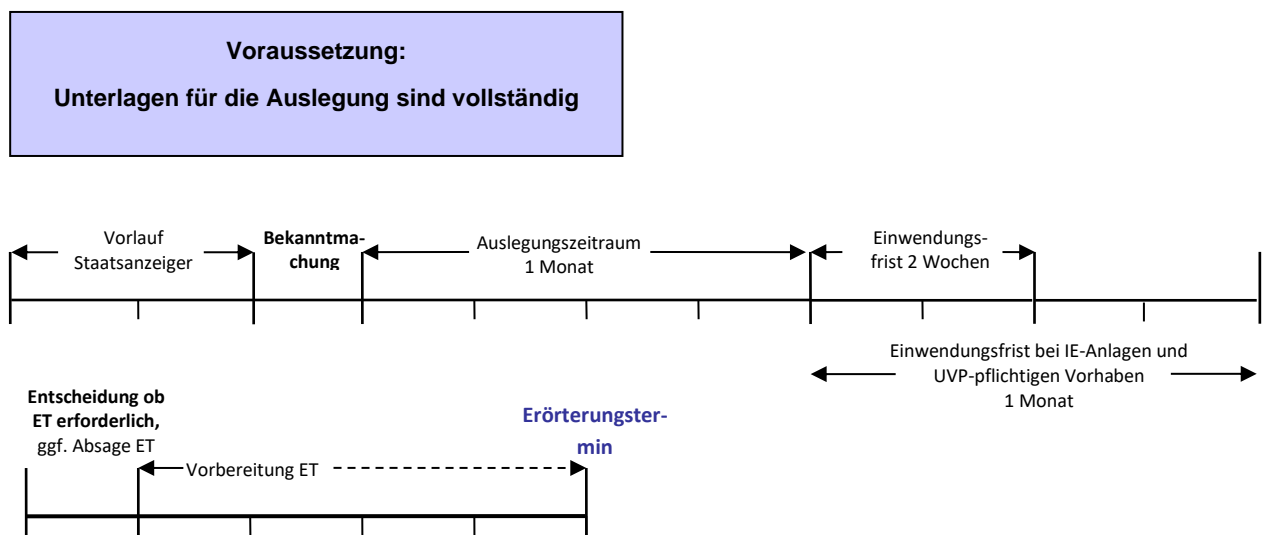 Voraussetzung:
Unterlagen für die Auslegung sind vollständig
Vorlauf
Staatsanzeiger
Bekanntma-
chung
Auslegungszeitraum
1 Monat
Einwendungs-
frist 2 Wochen
Einwendungsfrist bei IE-Anlagen und
UVP-pflichtigen Vorhaben
1 Monat
Entscheidung ob
ET erforderlich,
ggf. Absage ET
Vorbereitung ET
Erörterungster-
min